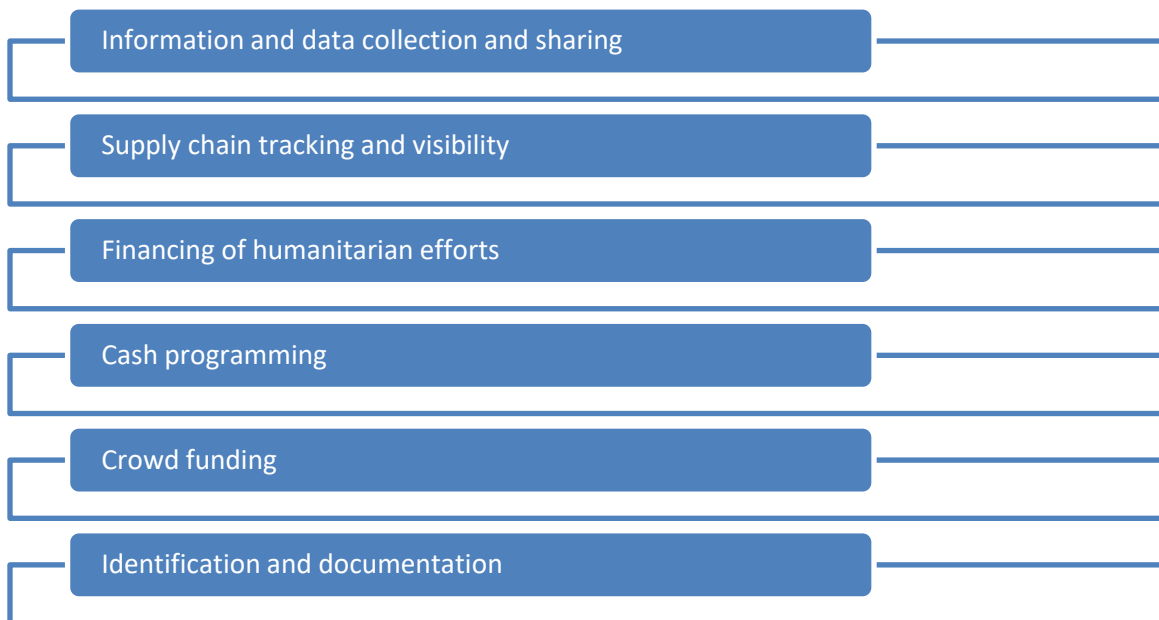 Information and data collection and sharing
Supply chain tracking and visibility
Financing of humanitarian efforts
Cash programming
Crowd funding
Identification and documentation